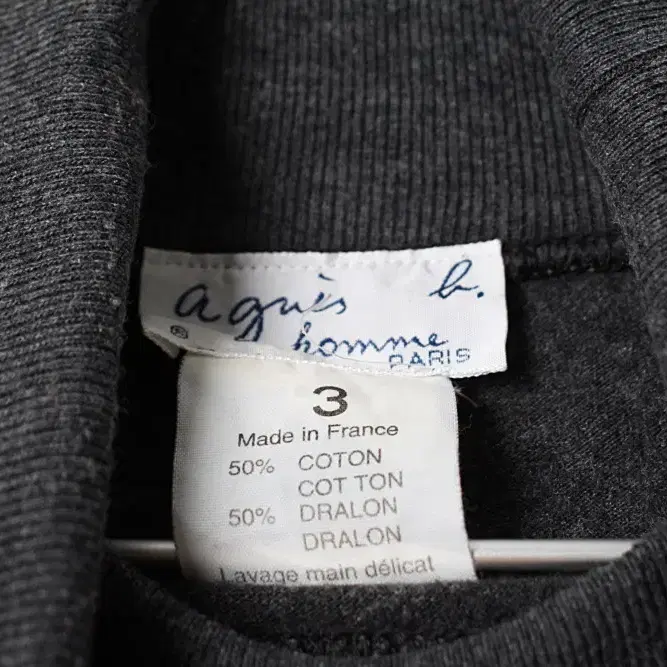 agnès b.
® homme
PARIS
3
Made in France
50% COTON
COTTON
50% DRALON
DRALON
Lavage main délicat